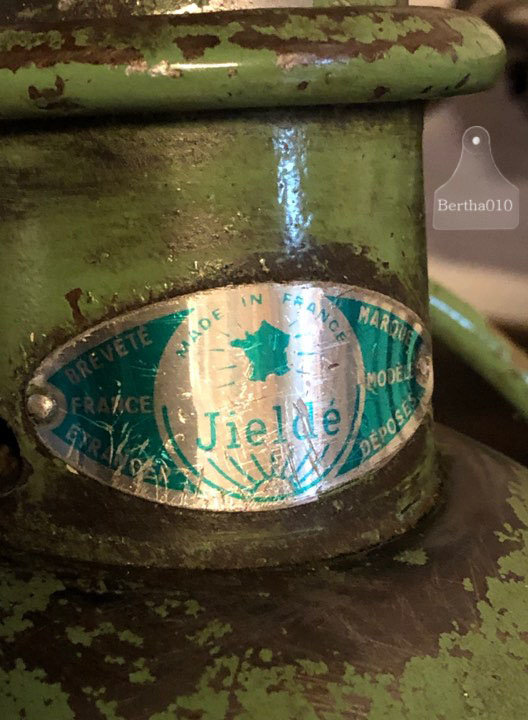 MADE IN FRANCE
BREVETÉ
FRANCE
ETRANGER
Jieldé
MARQUE
MODÈLE
DÉPOSÉS
Bertha010